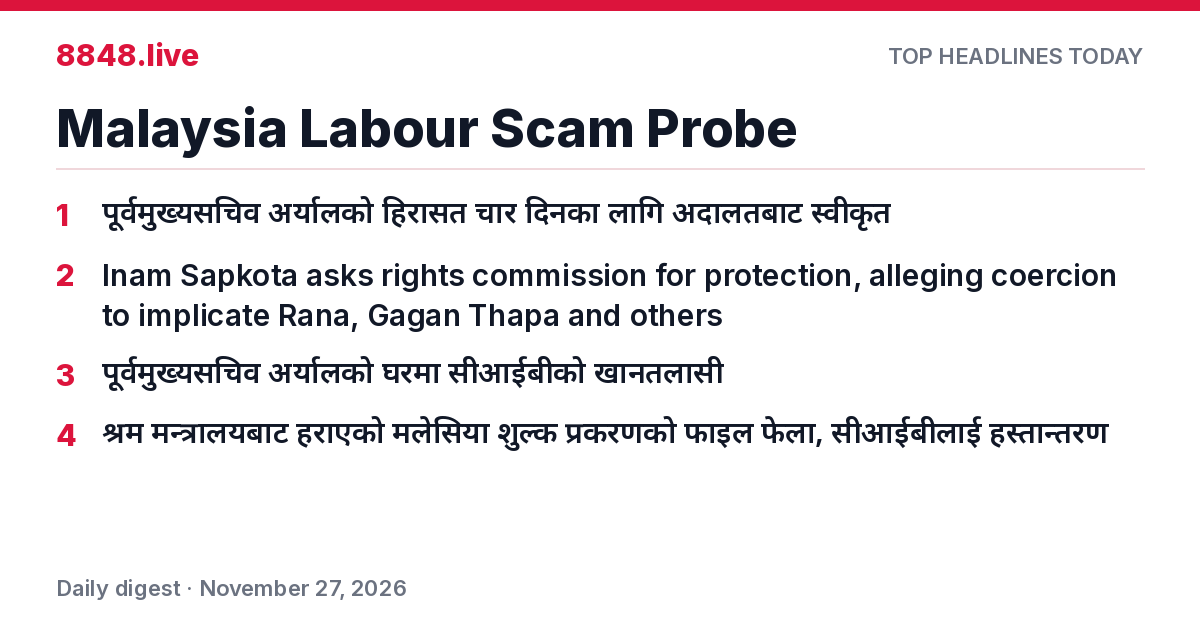 8848.live
TOP HEADLINES TODAY
Malaysia Labour Scam Probe
1 पूर्वमुख्यसचिव अर्यालको हिरासत चार दिनका लागि अदालतबाट स्वीकृत
2 Inam Sapkota asks rights commission for protection, alleging coercion
to implicate Rana, Gagan Thapa and others
3 पूर्वमुख्यसचिव अर्यालको घरमा सीआईबीको खानतलासी
4 श्रम मन्त्रालयबाट हराएको मलेसिया शुल्क प्रकरणको फाइल फेला, सीआईबीलाई हस्तान्तरण
Daily digest · November 27, 2026